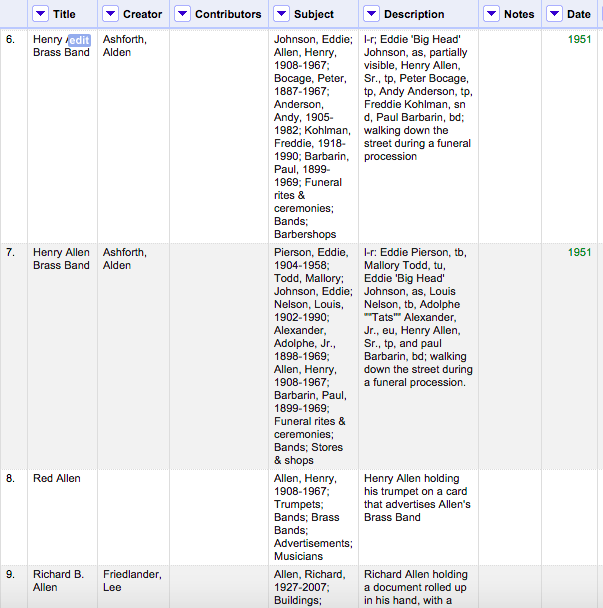 Title
Creator
Contributors
Subject
Description
Notes
Date
6.
Henry edit
Brass Band
Ashforth,
Alden
Johnson, Eddie;
Allen, Henry,
1908-1967;
Bocage, Peter,
1887-1967;
Anderson,
Andy, 1905-
1982; Kohlman,
Freddie, 1918-
1990; Barbarin,
Paul, 1899-
1969; Funeral
rites &
ceremonies;
Bands;
Barbershops
l-r; Eddie 'Big Head'
Johnson, as, partially
visible, Henry Allen,
Sr., tp, Peter Bocage,
tp, Andy Anderson, tp,
Freddie Kohlman, sn
d, Paul Barbarin, bd;
walking down the
street during a funeral
procession
1951
7.
Henry Allen
Brass Band
Ashforth,
Alden
Pierson, Eddie,
1904-1958;
Todd, Mallory;
Johnson, Eddie;
Nelson, Louis,
1902-1990;
Alexander,
Adolphe, Jr.,
1898-1969;
Allen, Henry,
1908-1967;
Barbarin, Paul,
1899-1969;
Funeral rites &
ceremonies;
Bands; Stores
& shops
l-r: Eddie Pierson, tb,
Mallory Todd, tu,
Eddie 'Big Head'
Johnson, as, Louis
Nelson, tb, Adolphe
""Tats"" Alexander,
Jr., eu, Henry Allen,
Sr., tp, and paul
Barbarin, bd; walking
down the street during
a funeral procession.
1951
8.
Red Allen
Allen, Henry,
1908-1967;
Trumpets;
Bands; Brass
Bands;
Advertisements;
Musicians
Henry Allen holding
his trumpet on a card
that advertises Allen's
Brass Band
9.
Richard B.
Allen
Friedlander,
Lee
Allen, Richard,
1927-2007;
Buildings;
Richard Allen holding
a document rolled up
in his hand, with a